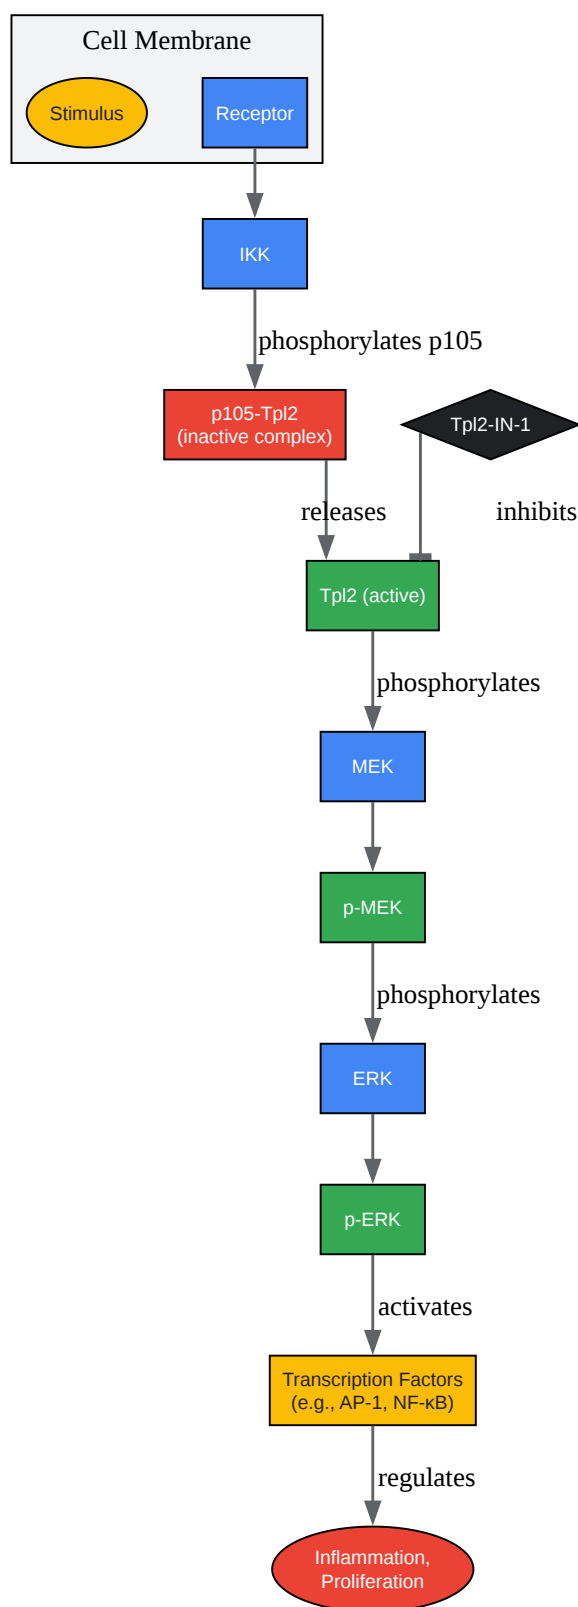 Cell Membrane
Stimulus
Receptor
IKK
phosphorylates p105
p105-Tpl2
(inactive complex)
Tpl2-IN-1
releases
inhibits
Tpl2 (active)
phosphorylates
MEK
p-MEK
phosphorylates
ERK
p-ERK
activates
Transcription Factors
(e.g., AP-1, NF-κB)
regulates
Inflammation,
Proliferation